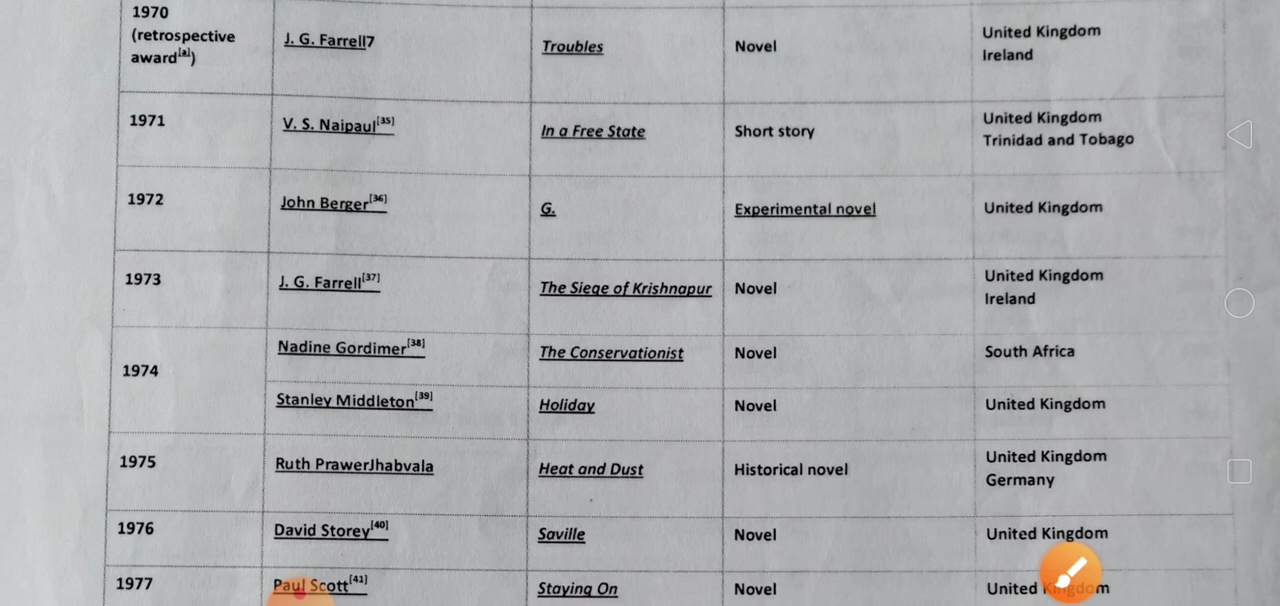 1970
(retrospective
award[a])
J. G. Farrell7
Troubles
Novel
United Kingdom
Ireland
1971
V. S. Naipaul[35]
In a Free State
Short story
United Kingdom
Trinidad and Tobago
1972
John Berger[36]
G.
Experimental novel
United Kingdom
1973
J. G. Farrell[37]
The Siege of Krishnapur
Novel
United Kingdom
Ireland
1974
Nadine Gordimer[38]
The Conservationist
Novel
South Africa
Stanley Middleton[39]
Holiday
Novel
United Kingdom
1975
Ruth PrawerJhabvala
Heat and Dust
Historical novel
United Kingdom
Germany
1976
David Storey[40]
Saville
Novel
United Kingdom
1977
Paul Scott[41]
Staying On
Novel
United Kingdom